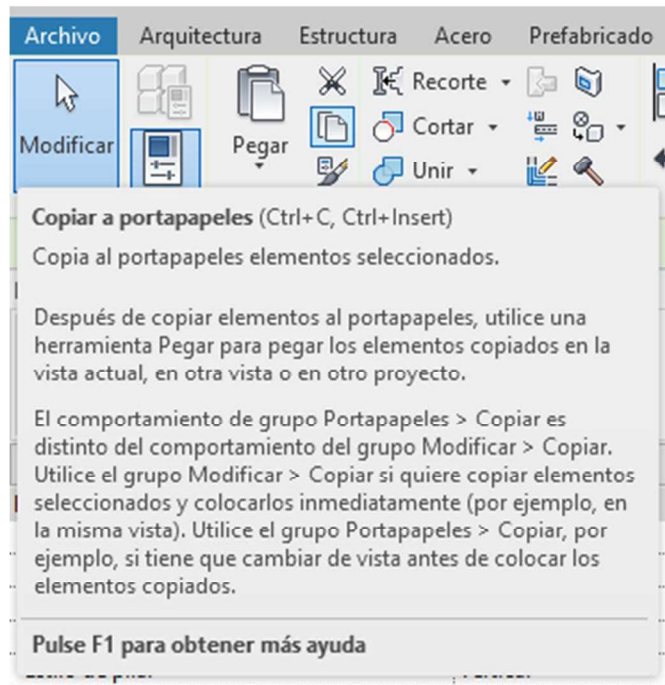 Archivo Arquitectura Estructura Acero Prefabricado
Recorte
Modificar Pegar Cortar
Unir
Copiar a portapapeles (Ctrl+C, Ctrl+Insert)
Copia al portapapeles elementos seleccionados.
Después de copiar elementos al portapapeles, utilice una
herramienta Pegar para pegar los elementos copiados en la
vista actual, en otra vista o en otro proyecto.
El comportamiento de grupo Portapapeles > Copiar es
distinto del comportamiento del grupo Modificar > Copiar.
Utilice el grupo Modificar > Copiar si quiere copiar elementos
seleccionados y colocarlos inmediatamente (por ejemplo, en
la misma vista). Utilice el grupo Portapapeles > Copiar, por
ejemplo, si tiene que cambiar de vista antes de colocar los
elementos copiados.
Pulse F1 para obtener más ayuda